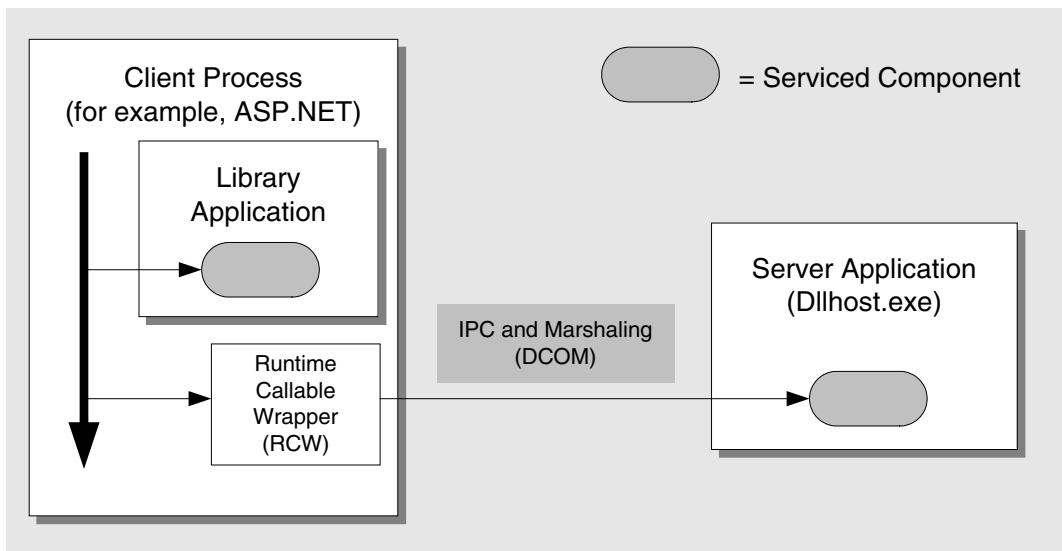 Client Process
(for example, ASP.NET)
= Serviced Component
Library
Application
Server Application
(Dllhost.exe)
IPC and Marshaling
(DCOM)
Runtime
Callable
Wrapper
(RCW)